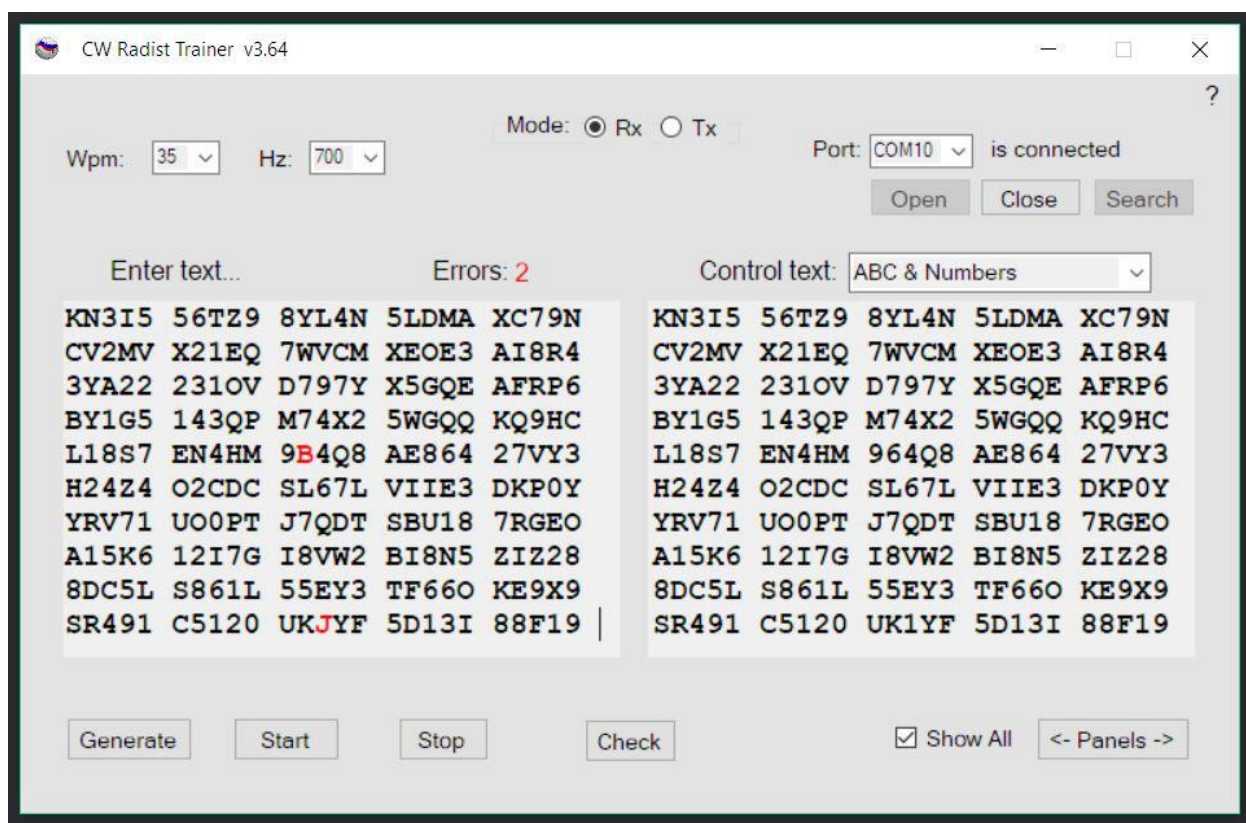 CW Radist Trainer v3.64
?
Mode: Rx Tx
Wpm: 35 Hz: 700
Port: COM10 is connected
Open Close Search
Enter text... Errors: 2 Control text: ABC & Numbers
KN3I5 56TZ9 8YL4N 5LDMA XC79N
CV2MV X21EQ 7WVCM XEOE3 AI8R4
3YA22 231OV D797Y X5GQE AFRP6
BY1G5 143QP M74X2 5WGQQ KQ9HC
L18S7 EN4HM 9B4Q8 AE864 27VY3
H24Z4 O2CDC SL67L VIIE3 DKP0Y
YRV71 UO0PT J7QDT SBU18 7RGEO
A15K6 12I7G I8VW2 BI8N5 ZIZ28
8DC5L S861L 55EY3 TF66O KE9X9
SR491 C5120 UKJYF 5D13I 88F19
KN3I5 56TZ9 8YL4N 5LDMA XC79N
CV2MV X21EQ 7WVCM XEOE3 AI8R4
3YA22 231OV D797Y X5GQE AFRP6
BY1G5 143QP M74X2 5WGQQ KQ9HC
L18S7 EN4HM 964Q8 AE864 27VY3
H24Z4 O2CDC SL67L VIIE3 DKP0Y
YRV71 UO0PT J7QDT SBU18 7RGEO
A15K6 12I7G I8VW2 BI8N5 ZIZ28
8DC5L S861L 55EY3 TF66O KE9X9
SR491 C5120 UK1YF 5D13I 88F19
Generate Start Stop Check Show All <- Panels ->